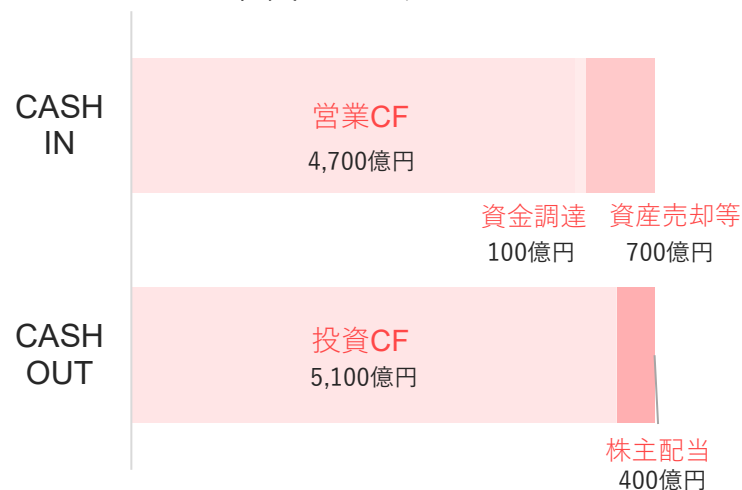 CASH
IN
営業CF
4,700億円
資金調達
100億円
資産売却等
700億円
CASH
OUT
投資CF
5,100億円
株主配当
400億円